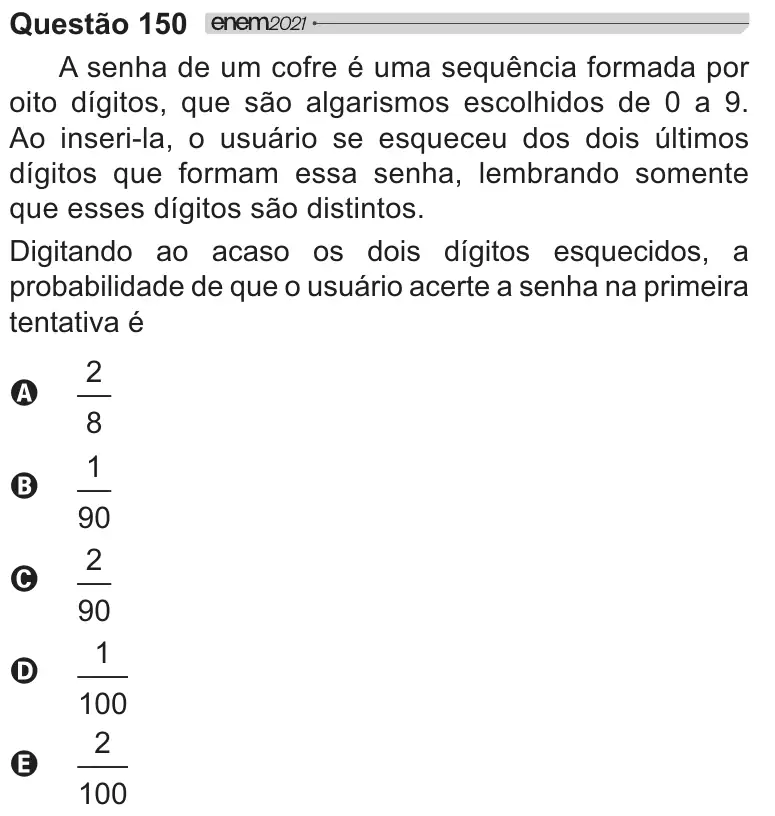 Questão 150 enem2021
A senha de um cofre é uma sequência formada por
oito dígitos, que são algarismos escolhidos de 0 a 9.
Ao inseri-la, o usuário se esqueceu dos dois últimos
dígitos que formam essa senha, lembrando somente
que esses dígitos são distintos.
Digitando ao acaso os dois dígitos esquecidos, a
probabilidade de que o usuário acerte a senha na primeira
tentativa é
A 2/8
B 1/90
C 2/90
D 1/100
E 2/100